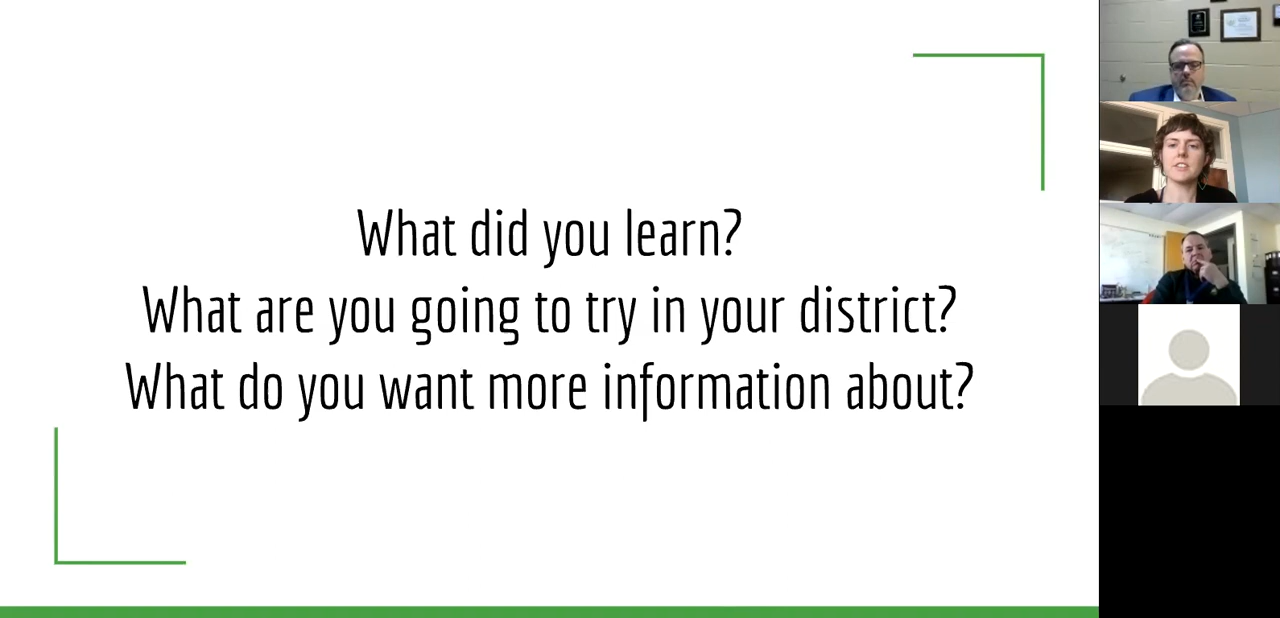 What did you learn?
What are you going to try in your district?
What do you want more information about?